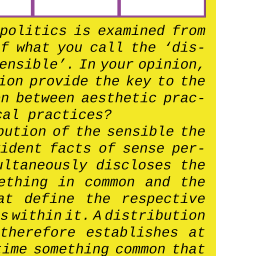 politics is examined from
f what you call the ‘dis-
ensible’. In your opinion,
ion provide the key to the
n between aesthetic prac-
cal practices?
bution of the sensible the
ident facts of sense per-
ultaneously discloses the
ething in common and the
at define the respective
s within it. A distribution
therefore establishes at
time something common that